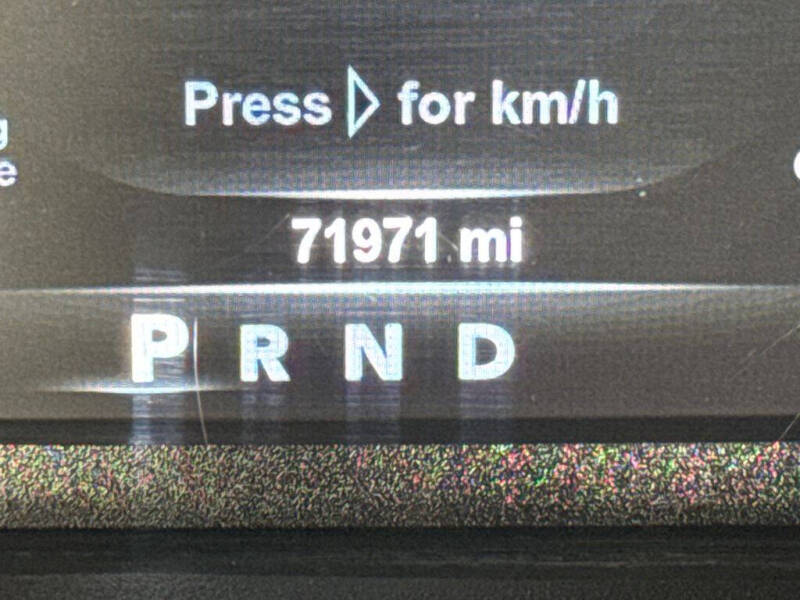 Press ▷ for km/h
71971 mi
P R N D